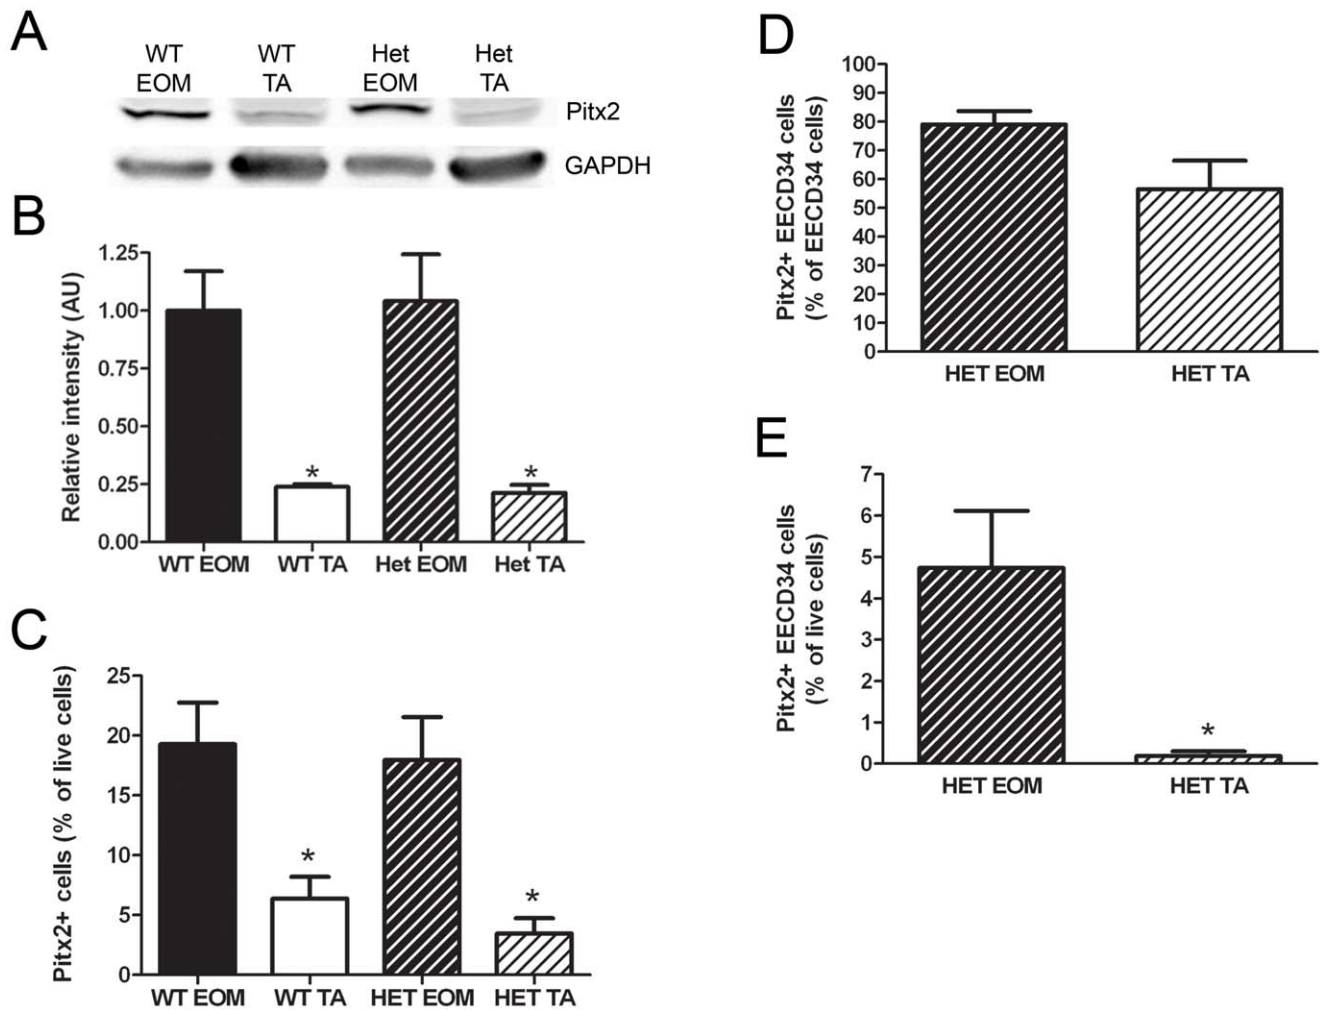 A
WT EOM
WT TA
Het EOM
Het TA
Pitx2
GAPDH
B
Relative intensity (AU)
1.25
1.00
0.75
0.50
0.25
0.00
*
*
WT EOM WT TA Het EOM Het TA
C
Pitx2+ cells (% of live cells)
25
20
15
10
5
0
*
*
WT EOM WT TA HET EOM HET TA
D
Pitx2+ EECD34 cells
(% of EECD34 cells)
100
90
80
70
60
50
40
30
20
10
0
HET EOM HET TA
E
Pitx2+ EECD34 cells
(% of live cells)
7
6
5
4
3
2
1
0
*
HET EOM HET TA